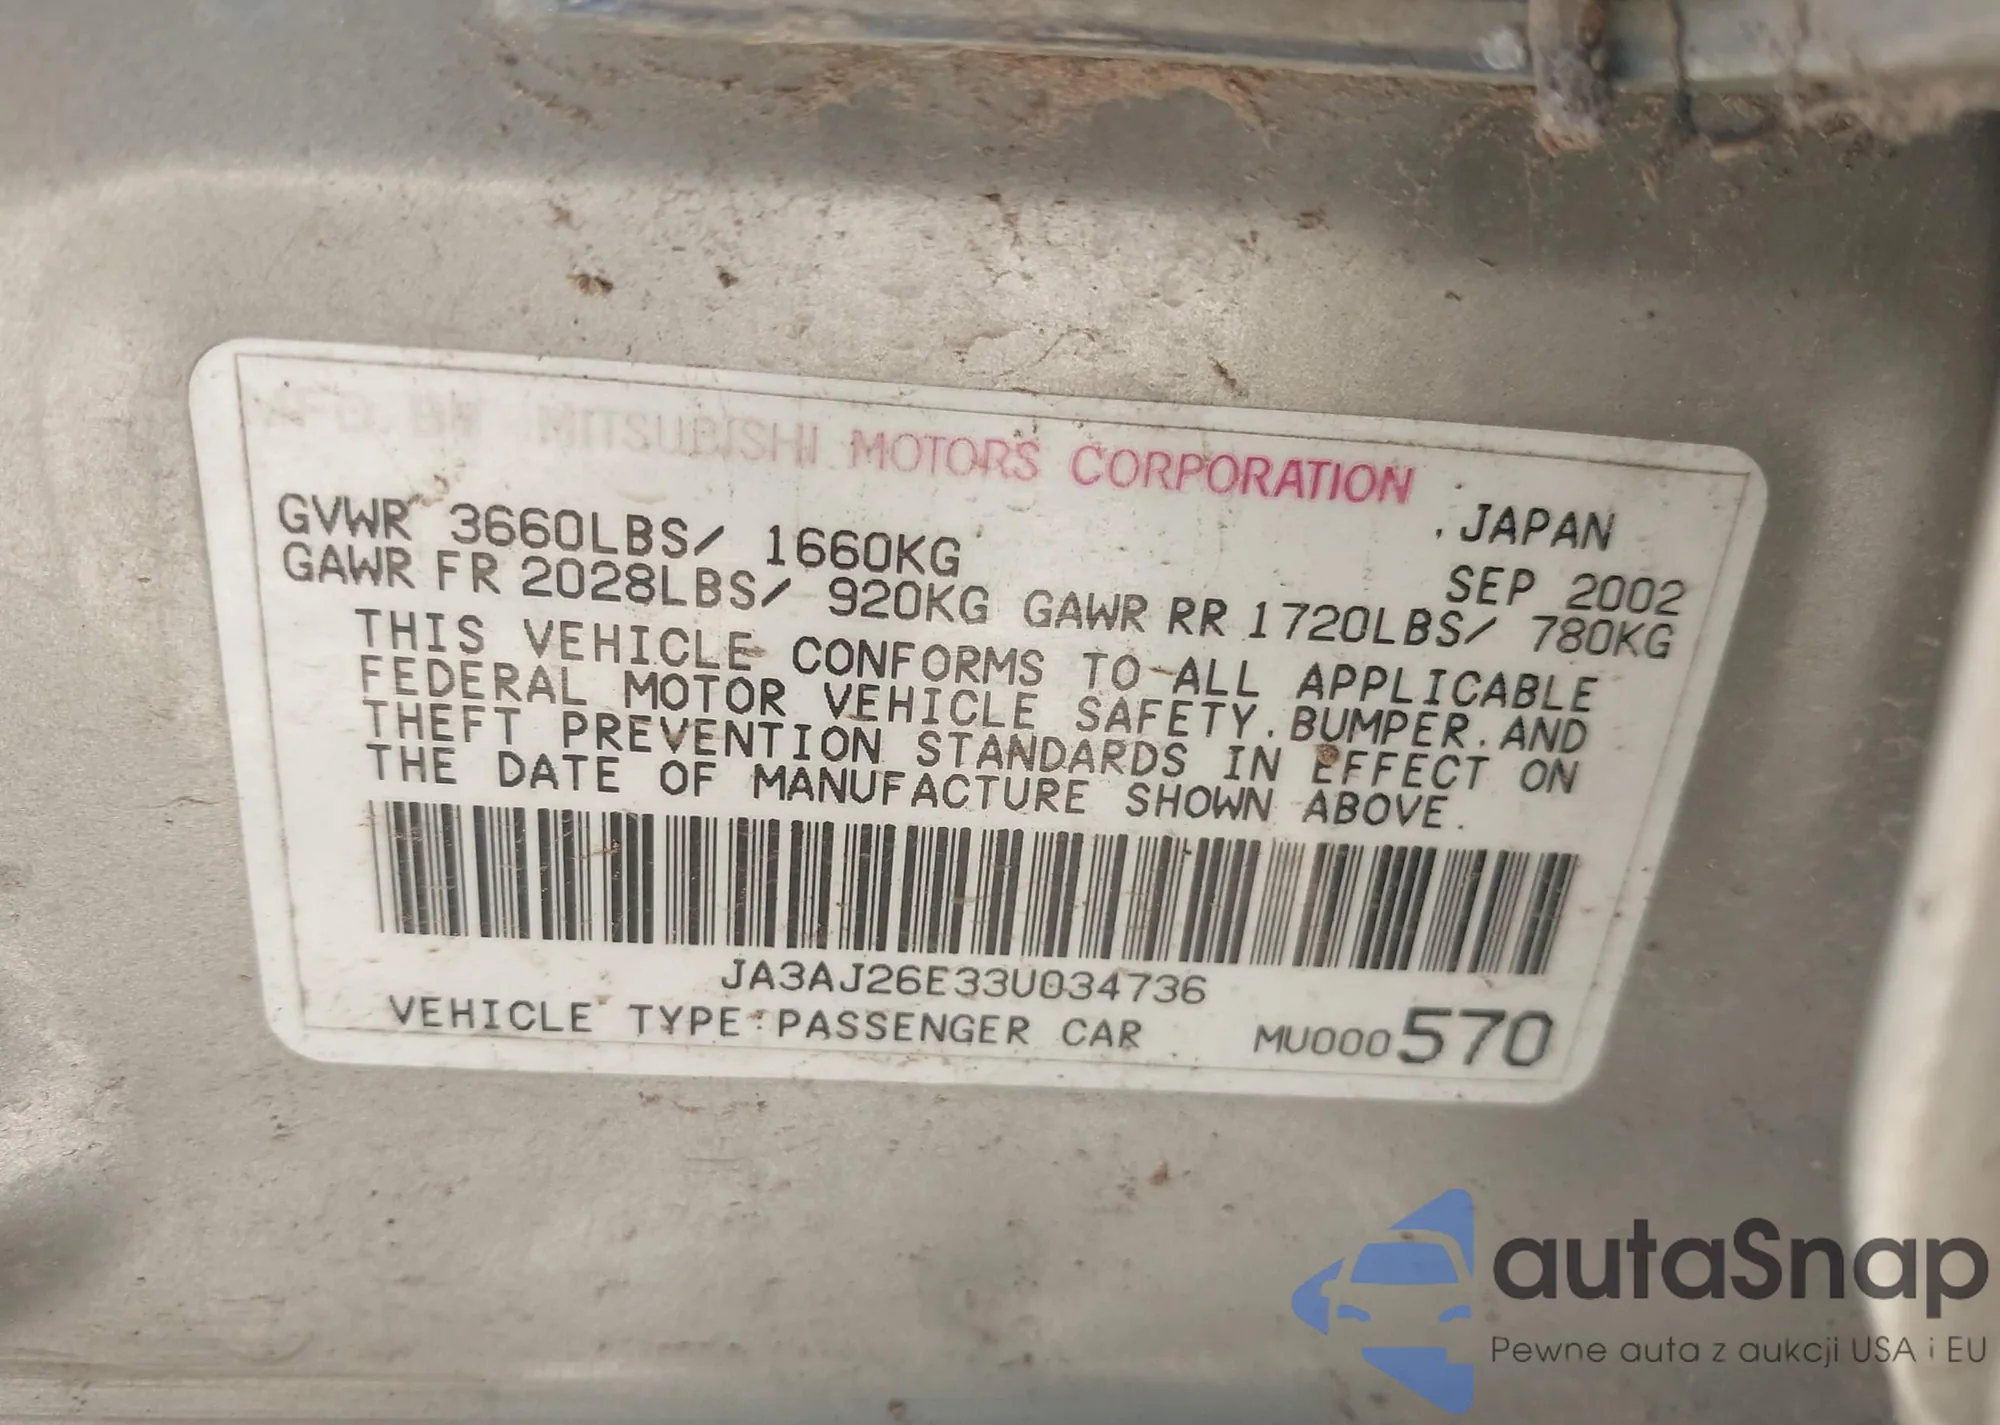 MFD. BY MITSUBISHI MOTORS CORPORATION
. JAPAN
GVWR 3660LBS/ 1660KG SEP 2002
GAWR FR 2028LBS/ 920KG GAWR RR 1720LBS/ 780KG
THIS VEHICLE CONFORMS TO ALL APPLICABLE
FEDERAL MOTOR VEHICLE SAFETY. BUMPER. AND
THEFT PREVENTION STANDARDS IN EFFECT ON
THE DATE OF MANUFACTURE SHOWN ABOVE.
JA3AJ26E33U034736
VEHICLE TYPE:PASSENGER CAR MU000570
autaSnap
Pewne auta z aukcji USA i EU